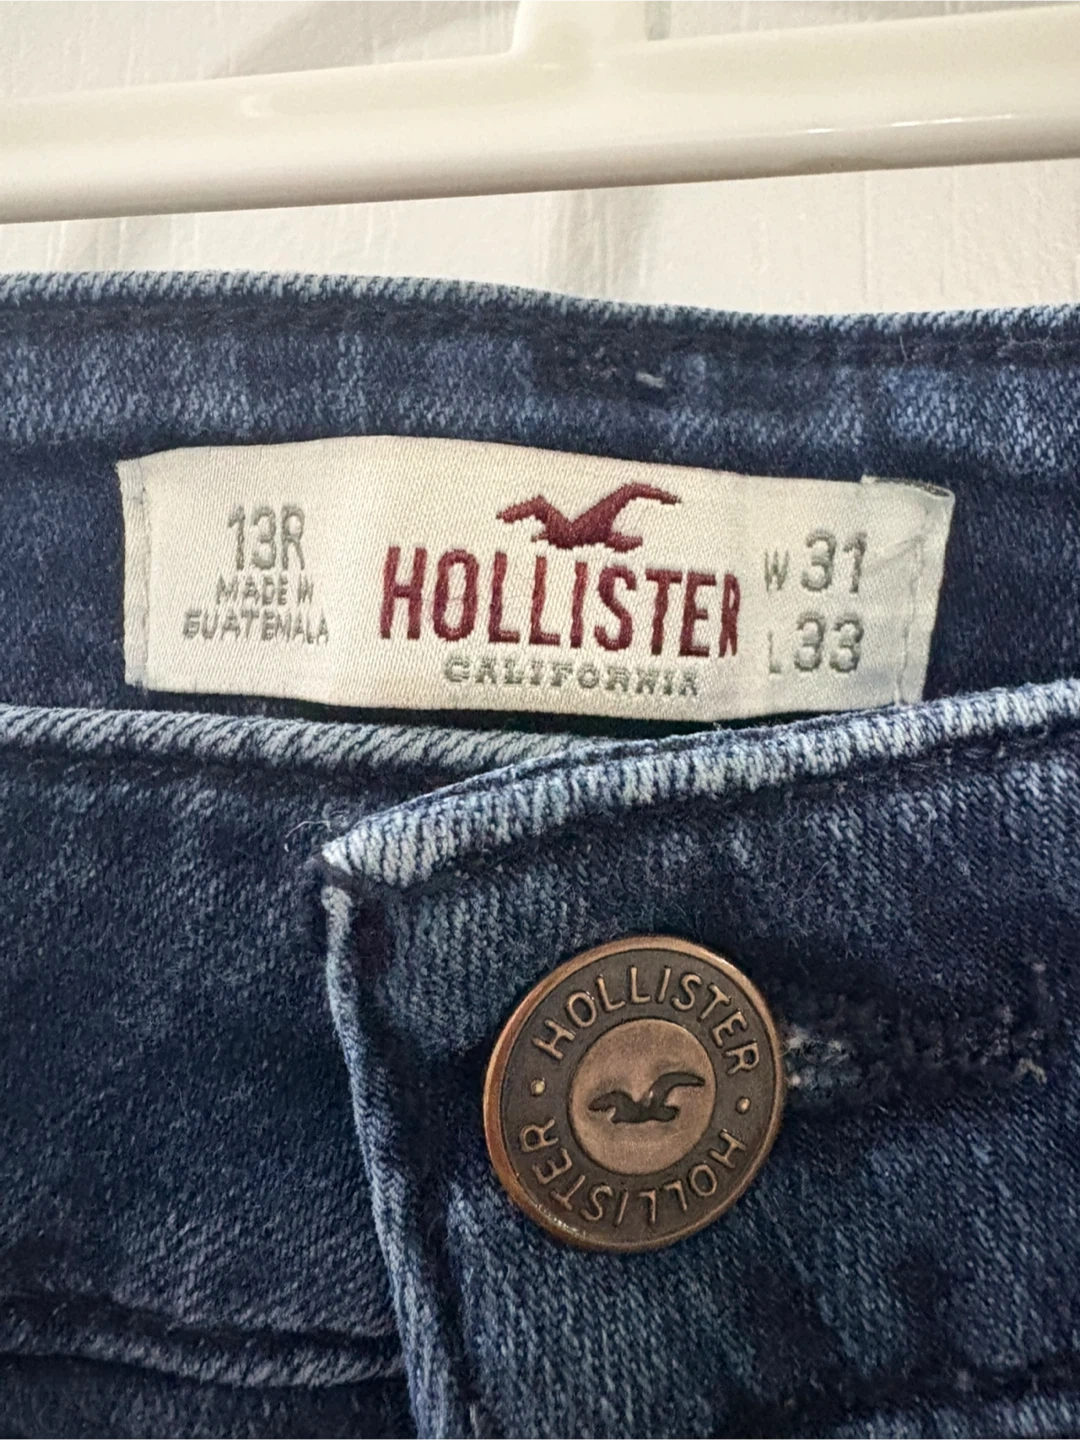 13R
MADE IN
GUATEMALA
HOLLISTER
CALIFORNIA
W 31
L 33
HOLLISTER • HOLLISTER •